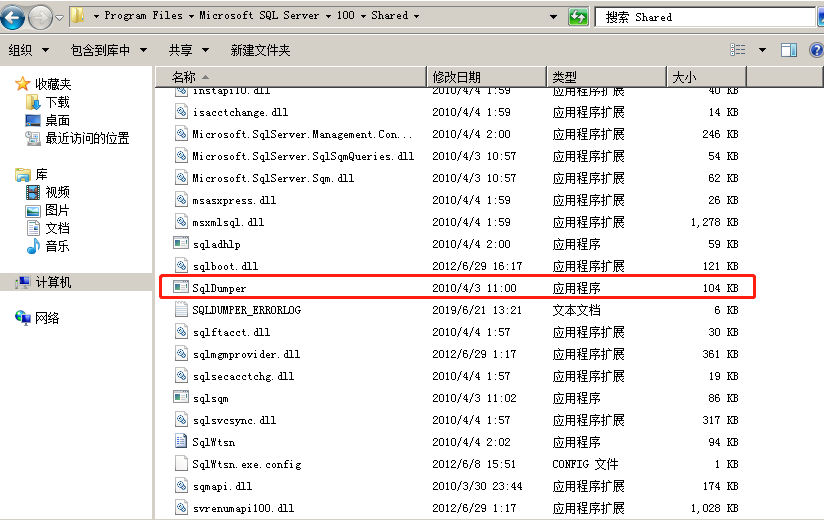 Program Files ▸ Microsoft SQL Server ▸ 100 ▸ Shared ▸ 搜索 Shared
组织 包含到库中 共享 新建文件夹
收藏夹
下载
桌面
最近访问的位置
库
视频
图片
文档
音乐
计算机
网络
名称 修改日期 类型 大小
instapi10.dll 2010/4/4 1:59 应用程序扩展 40 KB
isacctchange.dll 2010/4/4 1:59 应用程序扩展 14 KB
Microsoft.SqlServer.Management.Con... 2010/4/4 2:00 应用程序扩展 246 KB
Microsoft.SqlServer.SqlSqmQueries.dll 2010/4/3 10:57 应用程序扩展 54 KB
Microsoft.SqlServer.Sqm.dll 2010/4/3 10:57 应用程序扩展 62 KB
msasxpress.dll 2010/4/4 1:59 应用程序扩展 26 KB
msxmlsql.dll 2010/4/4 1:59 应用程序扩展 1,278 KB
sqladhlp 2010/4/4 2:00 应用程序 59 KB
sqlboot.dll 2012/6/29 16:17 应用程序扩展 121 KB
SqlDumper 2010/4/3 11:00 应用程序 104 KB
SQLDUMPER_ERRORLOG 2019/6/21 13:21 文本文档 6 KB
sqlftacct.dll 2010/4/4 1:57 应用程序扩展 30 KB
sqlmgmprovider.dll 2012/6/29 1:17 应用程序扩展 361 KB
sqlsecacctchg.dll 2010/4/4 1:57 应用程序扩展 19 KB
sqlsqm 2010/4/3 11:02 应用程序 86 KB
sqlsvcsync.dll 2010/4/4 1:57 应用程序扩展 317 KB
SqlWtsn 2010/4/4 2:02 应用程序 94 KB
SqlWtsn.exe.config 2012/6/8 15:51 CONFIG 文件 1 KB
sqmapi.dll 2010/3/30 23:44 应用程序扩展 174 KB
svrenumapi100.dll 2012/6/29 1:17 应用程序扩展 1,028 KB